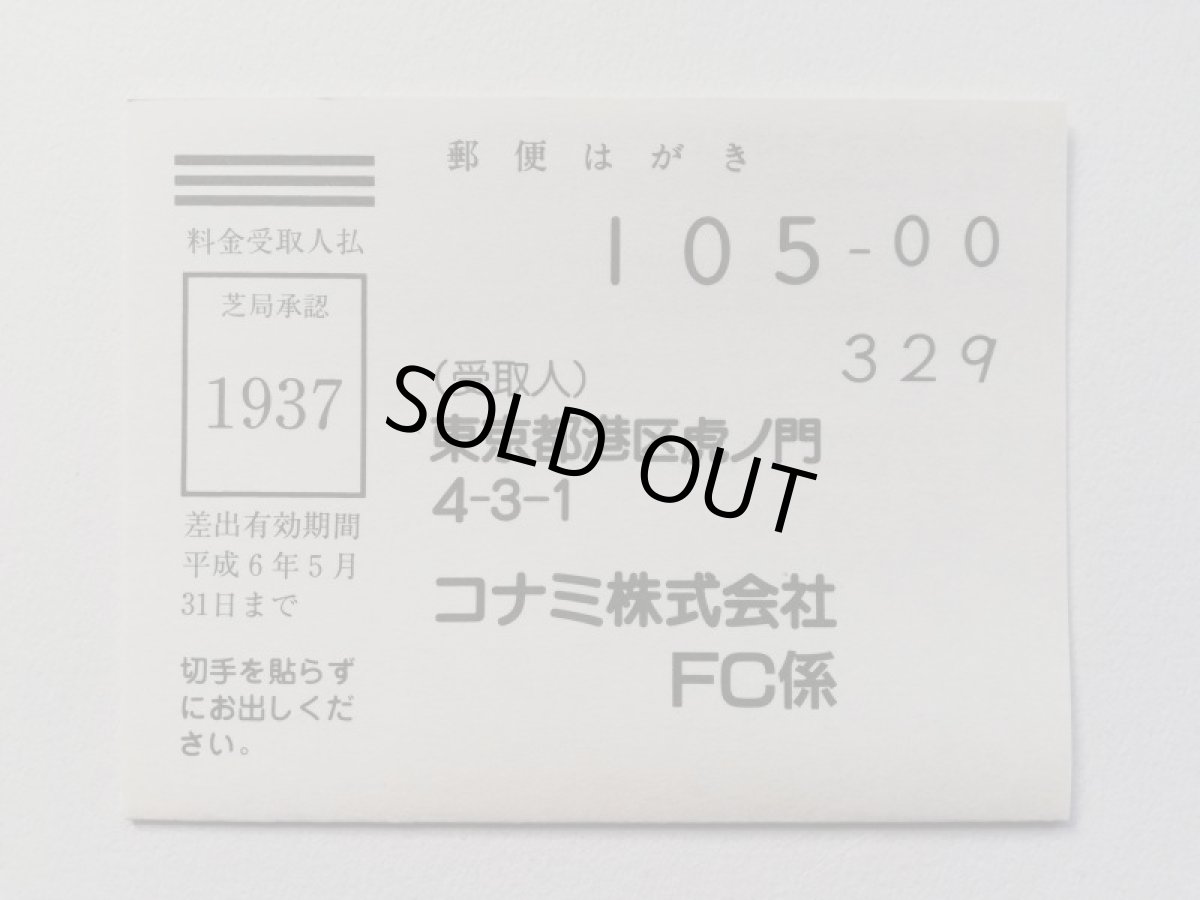 郵便はがき
105-00
329
料金受取人払
芝局承認
1937
差出有効期間
平成6年5月
31日まで
切手を貼らず
にお出しくだ
さい。
(受取人)
東京都港区虎ノ門
4-3-1
コナミ株式会社
FC係
SOLD OUT